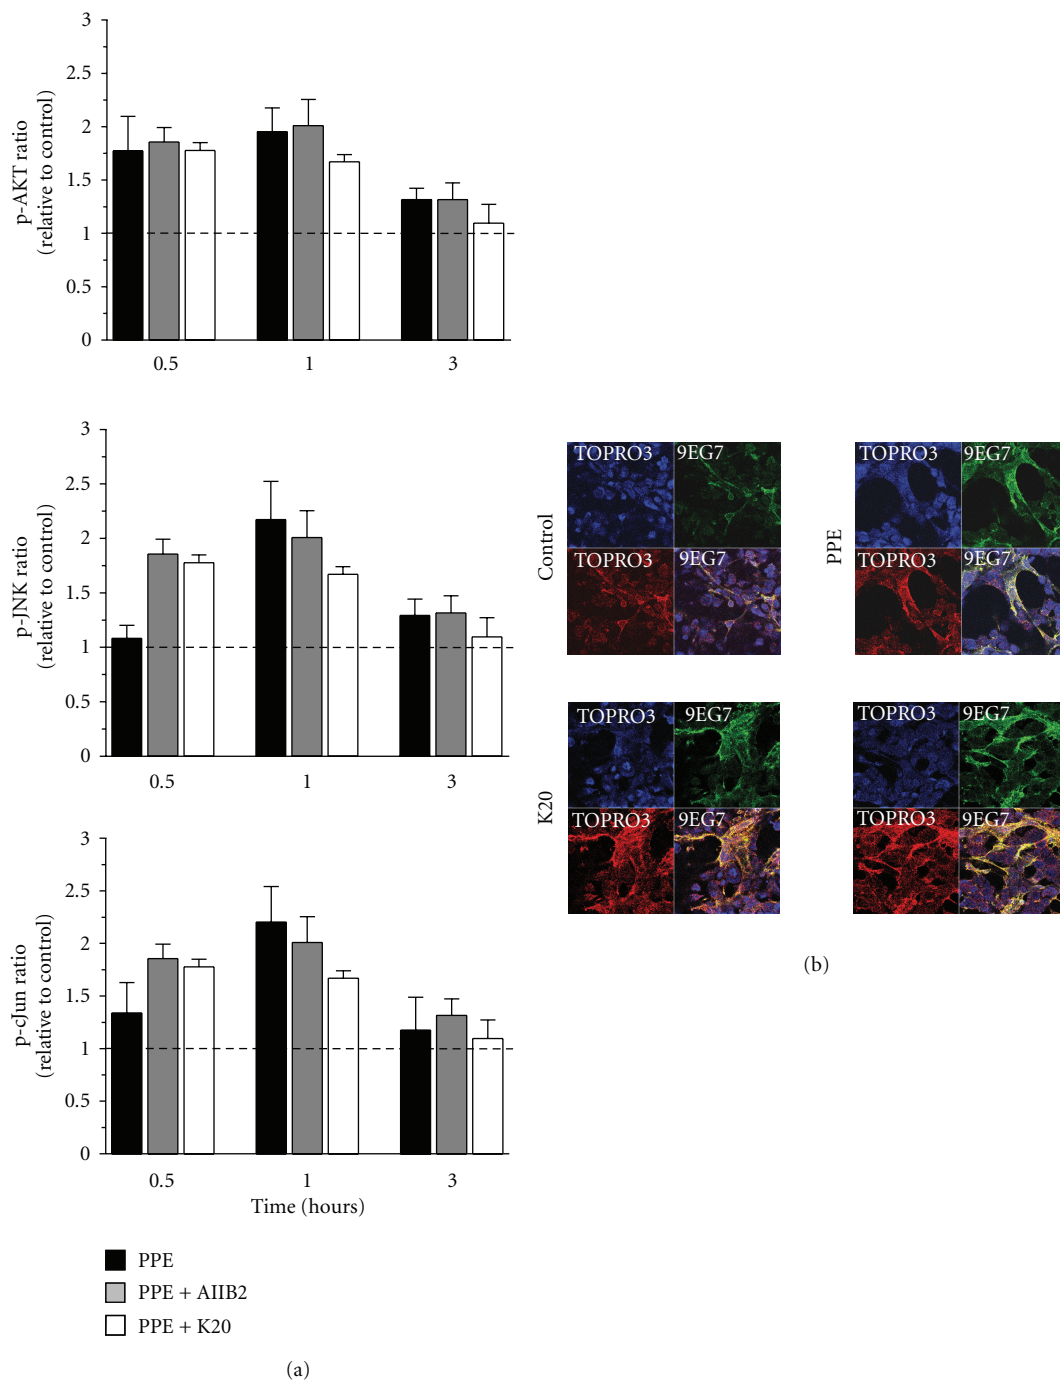 3
2.5
2
1.5
1
0.5
0
p-AKT ratio
(relative to control)
0.5 1 3
3
2.5
2
1.5
1
0.5
0
p-JNK ratio
(relative to control)
0.5 1 3
3
2.5
2
1.5
1
0.5
0
p-cJun ratio
(relative to control)
0.5 1 3
Time (hours)
PPE
PPE + AIIB2
PPE + K20
(a)
Control
TOPRO3 9EG7
TOPRO3 9EG7
PPE
TOPRO3 9EG7
TOPRO3 9EG7
K20
TOPRO3 9EG7
TOPRO3 9EG7
TOPRO3 9EG7
TOPRO3 9EG7
(b)